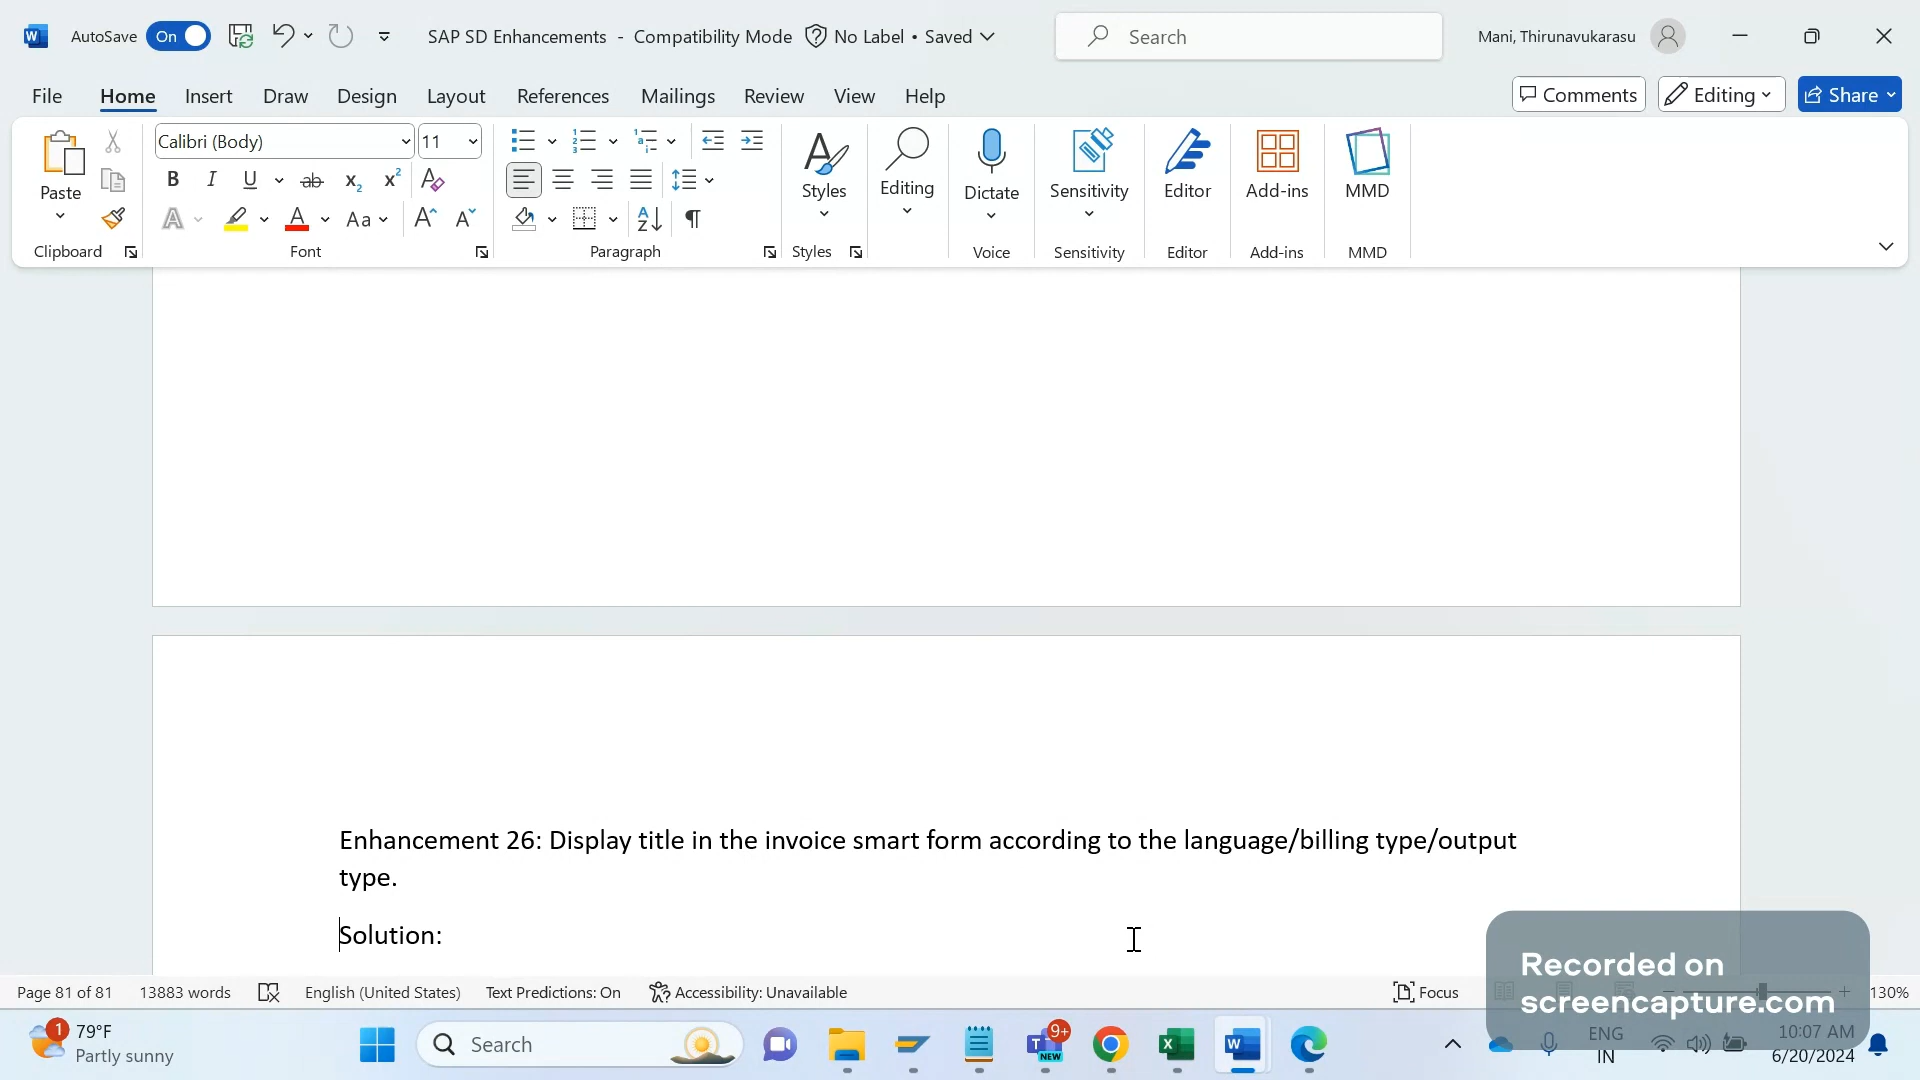 AutoSave On SAP SD Enhancements - Compatibility Mode No Label • Saved Search Mani, Thirunavukarasu
File Home Insert Draw Design Layout References Mailings Review View Help Comments Editing Share
Calibri (Body) 11
Paste Styles Editing Dictate Sensitivity Editor Add-ins MMD
Clipboard Font Paragraph Styles Voice Sensitivity Editor Add-ins MMD
Enhancement 26: Display title in the invoice smart form according to the language/billing type/output
type.
Solution:
Recorded on
screencapture.com
Page 81 of 81 13883 words English (United States) Text Predictions: On Accessibility: Unavailable Focus 130%
1 79°F
Partly sunny
Search
9+
NEW
ENG
IN
10:07 AM
6/20/2024